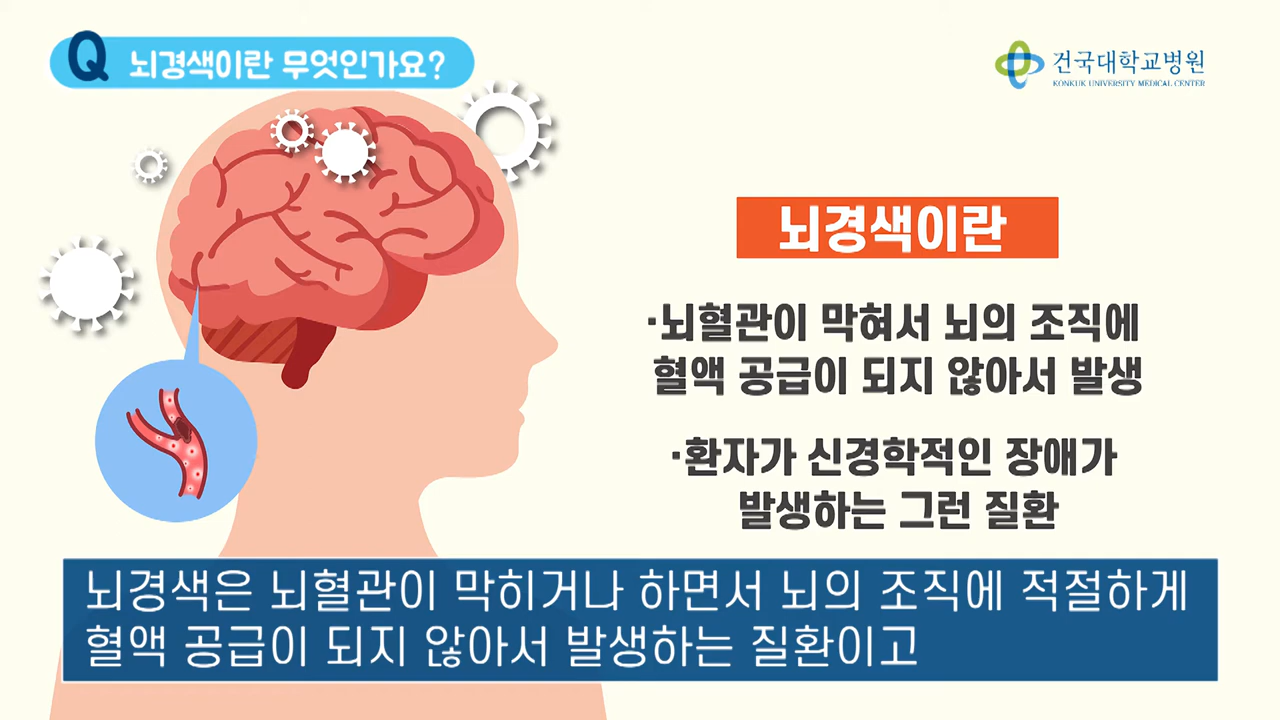 Q 뇌경색이란 무엇인가요?
건국대학교병원
KONKUK UNIVERSITY MEDICAL CENTER
뇌경색이란
·뇌혈관이 막혀서 뇌의 조직에
혈액 공급이 되지 않아서 발생
·환자가 신경학적인 장애가
발생하는 그런 질환
뇌경색은 뇌혈관이 막히거나 하면서 뇌의 조직에 적절하게
혈액 공급이 되지 않아서 발생하는 질환이고